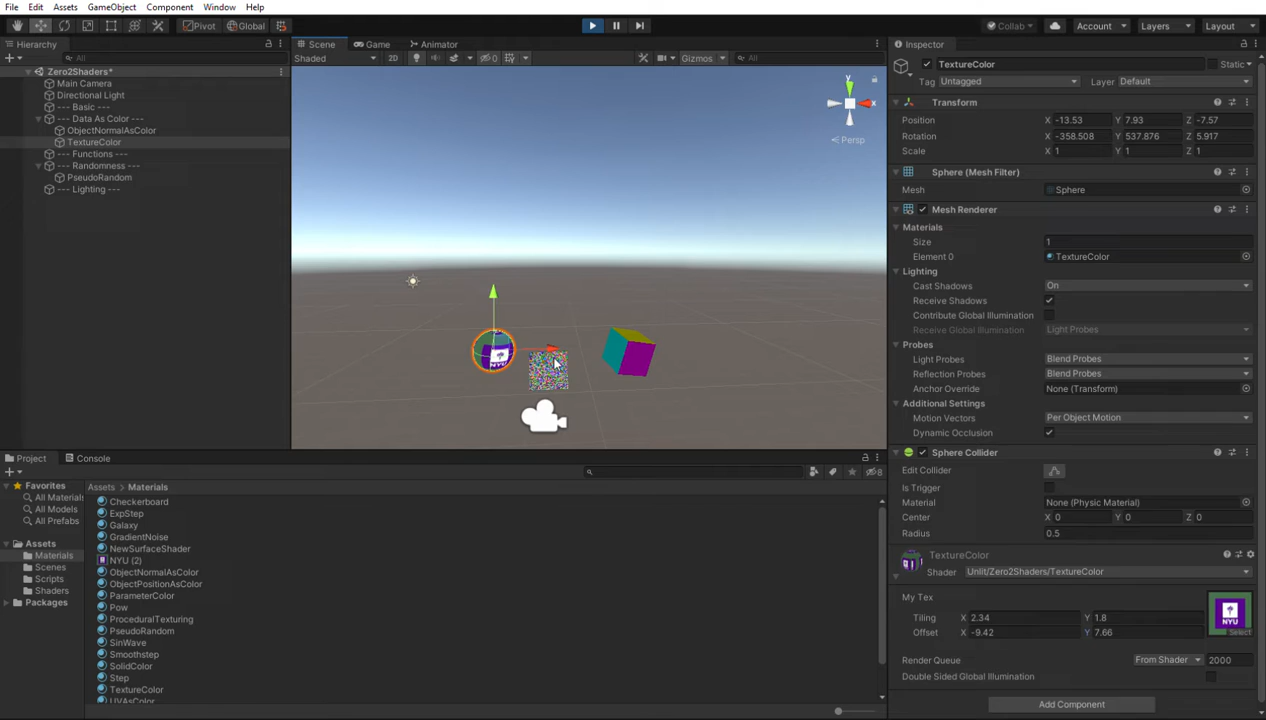 File Edit Assets GameObject Component Window Help
Pivot Global Collab Account Layers Layout
Hierarchy Scene Game Animator Inspector
All Shaded 2D 0 Gizmos All
Zero2Shaders*
Main Camera
Directional Light
--- Basic ---
--- Data As Color ---
ObjectNormalAsColor
TextureColor
--- Functions ---
--- Randomness ---
PseudoRandom
--- Lighting ---
y
x
Persp
NYU
TextureColor Static
Tag Untagged Layer Default
Transform
Position X -13.53 Y 7.93 Z -7.57
Rotation X -358.508 Y 537.876 Z 5.917
Scale X 1 Y 1 Z 1
Sphere (Mesh Filter)
Mesh Sphere
Mesh Renderer
Materials
Size 1
Element 0 TextureColor
Lighting
Cast Shadows On
Receive Shadows
Contribute Global Illumination
Receive Global Illumination Light Probes
Probes
Light Probes Blend Probes
Reflection Probes Blend Probes
Anchor Override None (Transform)
Additional Settings
Motion Vectors Per Object Motion
Dynamic Occlusion
Sphere Collider
Edit Collider
Is Trigger
Material None (Physic Material)
Center X 0 Y 0 Z 0
Radius 0.5
TextureColor
Shader Unlit/Zero2Shaders/TextureColor
My Tex
Tiling X 2.34 Y 1.8
Offset X -9.42 Y 7.66
NYU
Select
Render Queue From Shader 2000
Double Sided Global Illumination
Add Component
Project Console
8
Favorites
All Materials
All Models
All Prefabs
Assets
Materials
Scenes
Scripts
Shaders
Packages
Assets Materials
Checkerboard
ExpStep
Galaxy
GradientNoise
NewSurfaceShader
NYU (2)
ObjectNormalAsColor
ObjectPositionAsColor
ParameterColor
Pow
ProceduralTexturing
PseudoRandom
SinWave
Smoothstep
SolidColor
Step
TextureColor
UVAsColor